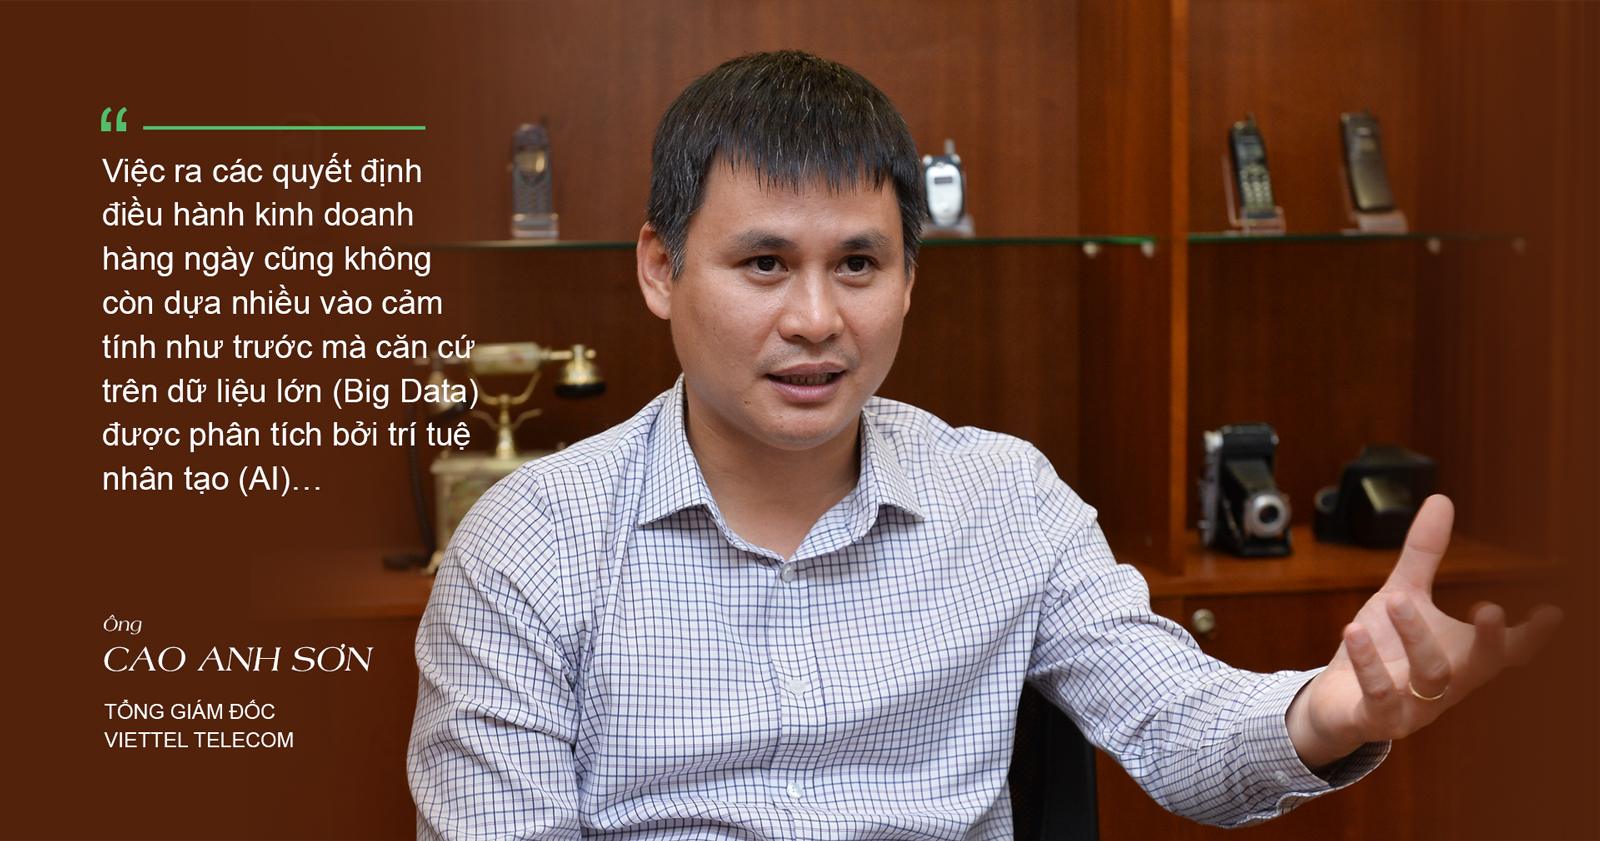 “
Việc ra các quyết định
điều hành kinh doanh
hàng ngày cũng không
còn dựa nhiều vào cảm
tính như trước mà căn cứ
trên dữ liệu lớn (Big Data)
được phân tích bởi trí tuệ
nhân tạo (AI)...
Ông
CAO ANH SƠN
TỔNG GIÁM ĐỐC
VIETTEL TELECOM